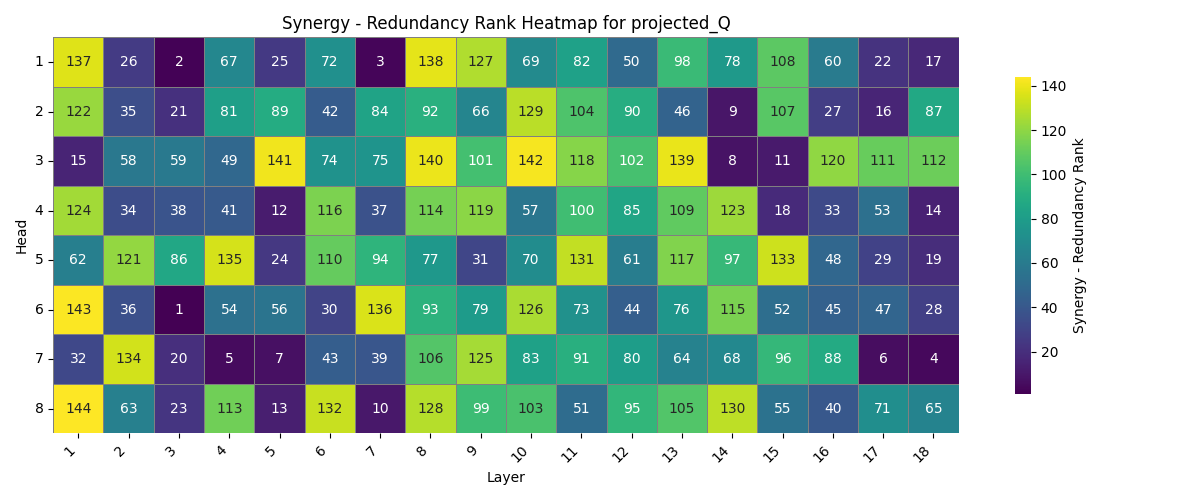 Synergy - Redundancy Rank Heatmap for projected_Q
1 137 26 2 67 25 72 3 138 127 69 82 50 98 78 108 60 22 17
2 122 35 21 81 89 42 84 92 66 129 104 90 46 9 107 27 16 87
3 15 58 59 49 141 74 75 140 101 142 118 102 139 8 11 120 111 112
4 124 34 38 41 12 116 37 114 119 57 100 85 109 123 18 33 53 14
5 62 121 86 135 24 110 94 77 31 70 131 61 117 97 133 48 29 19
6 143 36 1 54 56 30 136 93 79 126 73 44 76 115 52 45 47 28
7 32 134 20 5 7 43 39 106 125 83 91 80 64 68 96 88 6 4
8 144 63 23 113 13 132 10 128 99 103 51 95 105 130 55 40 71 65
1 2 3 4 5 6 7 8 9 10 11 12 13 14 15 16 17 18
Layer
Head
140
120
100
80
60
40
20
Synergy - Redundancy Rank